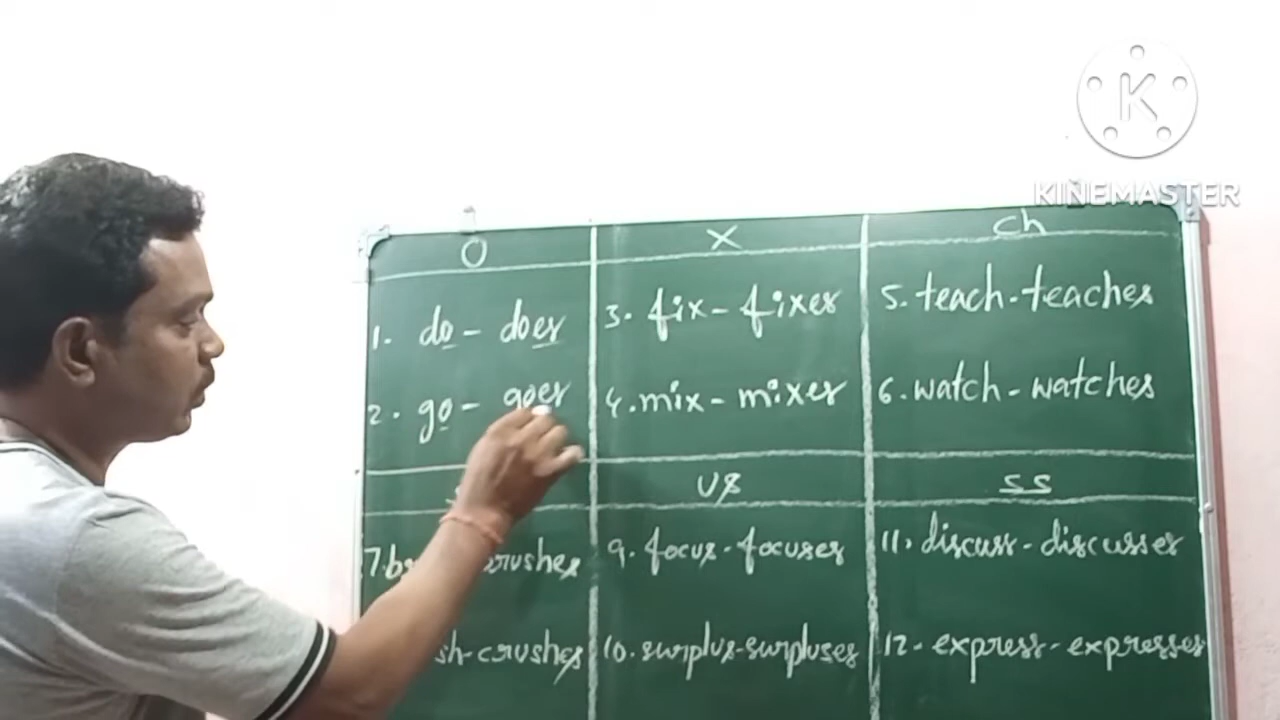 K
KINEMASTER
O
1. do - does
2. go - goes
X
3. fix - fixes
4. mix - mixes
ch
5. teach - teaches
6. watch - watches
7. brushes
sh - crushes
us
9. focus - focuses
10. surplus - surpluses
ss
11. discuss - discusses
12 - express - expresses